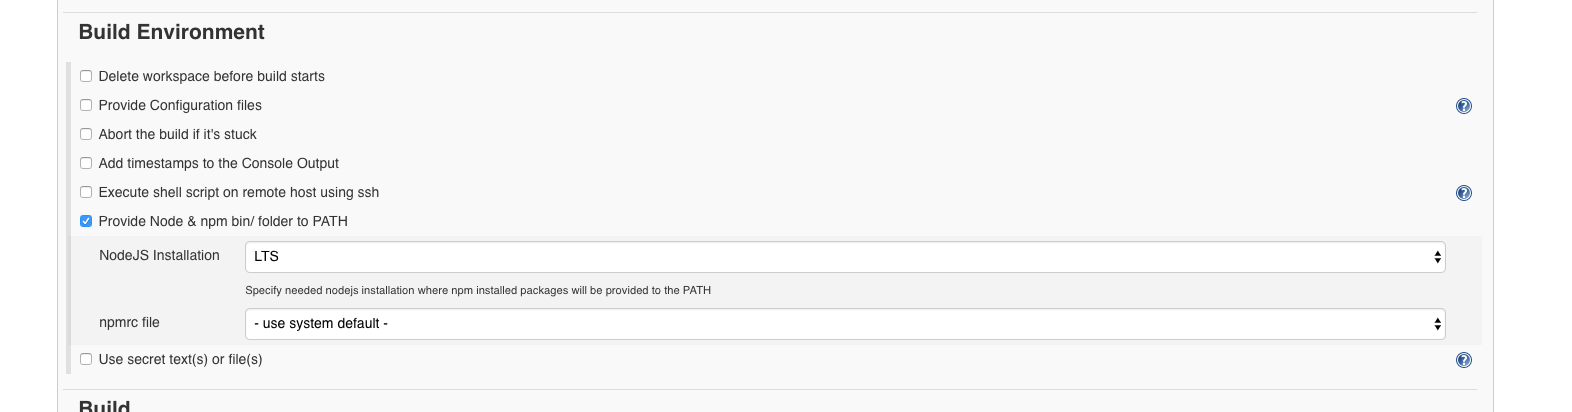 Build Environment
Delete workspace before build starts
Provide Configuration files
Abort the build if it's stuck
Add timestamps to the Console Output
Execute shell script on remote host using ssh
Provide Node & npm bin/ folder to PATH
NodeJS Installation LTS
Specify needed nodejs installation where npm installed packages will be provided to the PATH
npmrc file - use system default -
Use secret text(s) or file(s)
Build